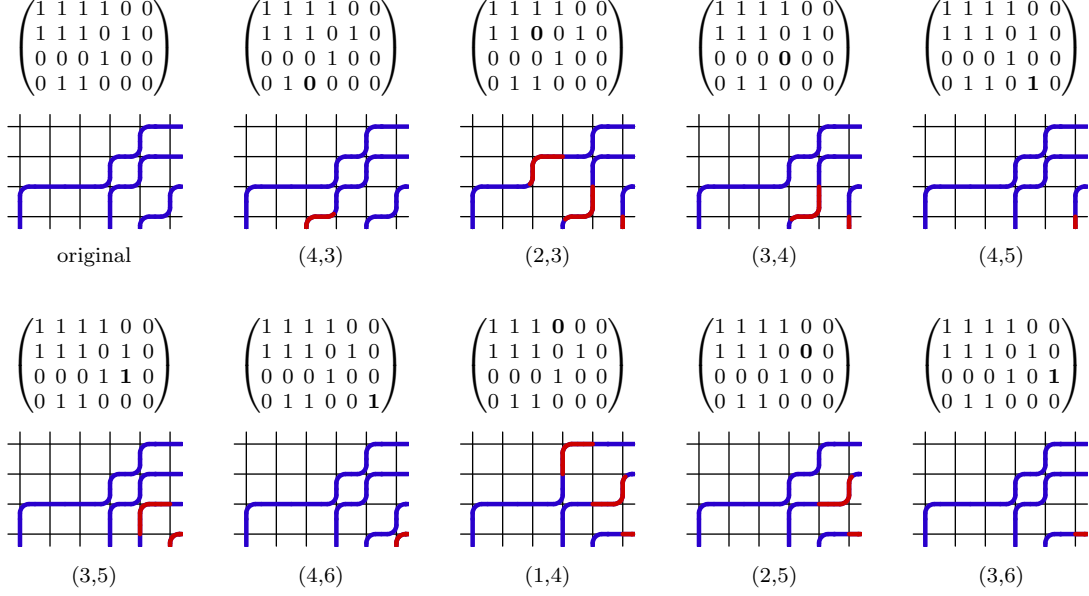 1 1 1 1 0 0 1 1 1 1 0 0 1 1 1 1 0 0 1 1 1 1 0 0 1 1 1 1 0 0
1 1 1 0 1 0 1 1 1 0 1 0 1 1 0 0 1 0 1 1 1 0 1 0 1 1 1 0 1 0
0 0 0 1 0 0 0 0 0 1 0 0 0 0 0 1 0 0 0 0 0 0 0 0 0 0 0 1 0 0
0 1 1 0 0 0 0 1 0 0 0 0 0 1 1 0 0 0 0 1 1 0 0 0 0 1 1 0 1 0
original (4,3) (2,3) (3,4) (4,5)
1 1 1 1 0 0 1 1 1 1 0 0 1 1 1 0 0 0 1 1 1 1 0 0 1 1 1 1 0 0
1 1 1 0 1 0 1 1 1 0 1 0 1 1 1 0 1 0 1 1 1 0 0 0 1 1 1 0 1 0
0 0 0 1 1 0 0 0 0 1 0 0 0 0 0 1 0 0 0 0 0 1 0 0 0 0 0 1 0 1
0 1 1 0 0 0 0 1 1 0 0 1 0 1 1 0 0 0 0 1 1 0 0 0 0 1 1 0 0 0
(3,5) (4,6) (1,4) (2,5) (3,6)